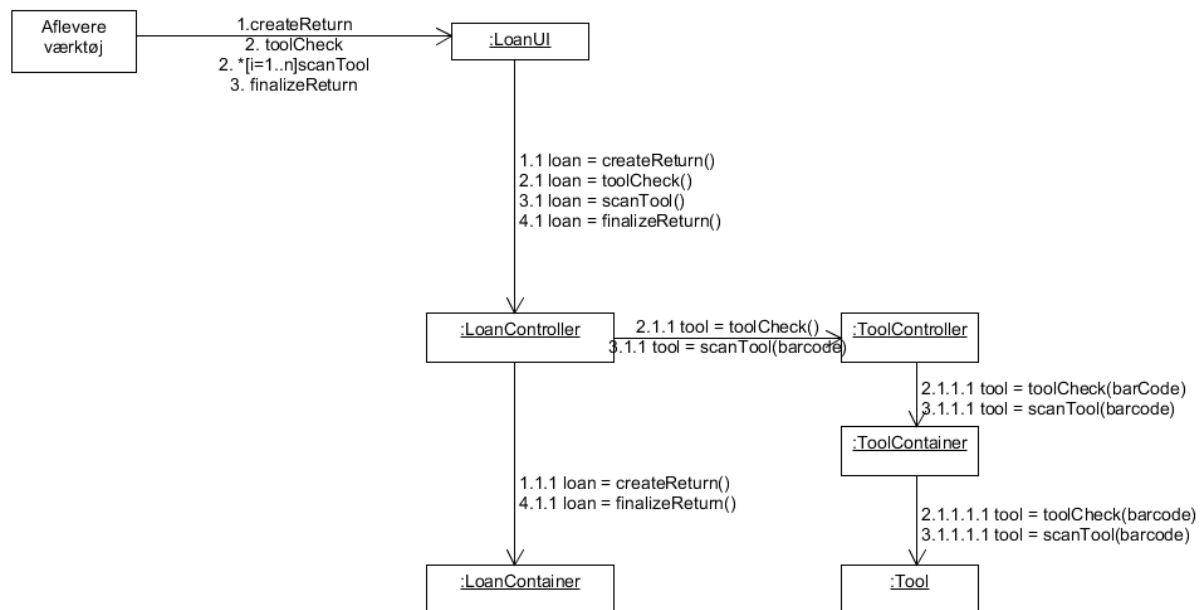 Aflevere
værktøj
1.createReturn
2. toolCheck
2. *[i=1..n]scanTool
3. finalizeReturn
:LoanUI
1.1 loan = createReturn()
2.1 loan = toolCheck()
3.1 loan = scanTool()
4.1 loan = finalizeReturn()
:LoanController
2.1.1 tool = toolCheck()
3.1.1 tool = scanTool(barcode)
:ToolController
2.1.1.1 tool = toolCheck(barCode)
3.1.1.1 tool = scanTool(barcode)
:ToolContainer
1.1.1 loan = createReturn()
4.1.1 loan = finalizeReturn()
2.1.1.1.1 tool = toolCheck(barcode)
3.1.1.1.1 tool = scanTool(barcode)
:LoanContainer
:Tool